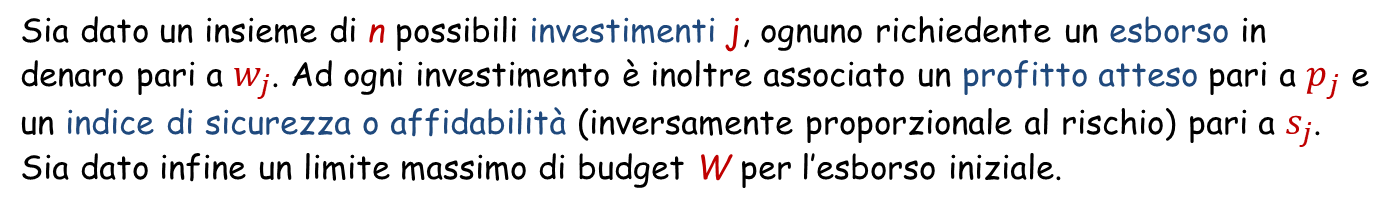 Sia dato un insieme di n possibili investimenti j, ognuno richiedente un esborso in
denaro pari a wⱼ. Ad ogni investimento è inoltre associato un profitto atteso pari a pⱼ e
un indice di sicurezza o affidabilità (inversamente proporzionale al rischio) pari a sⱼ.
Sia dato infine un limite massimo di budget W per l'esborso iniziale.